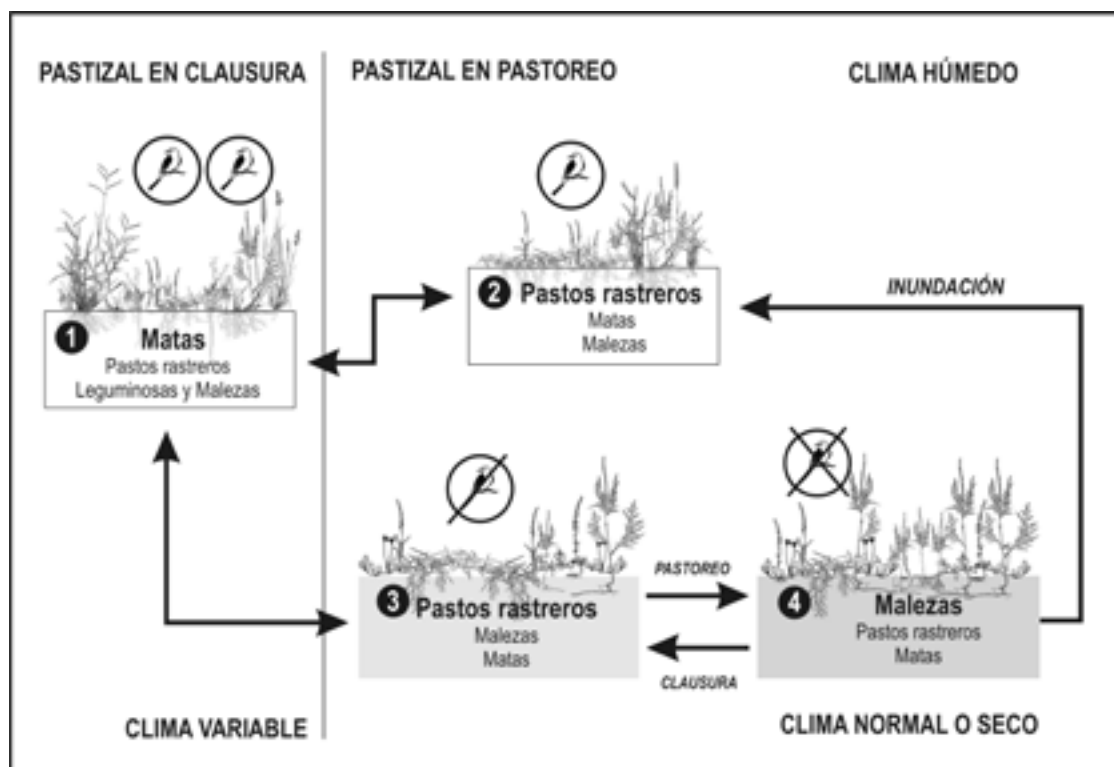 PASTIZAL EN CLAUSURA
PASTIZAL EN PASTOREO
CLIMA HÚMEDO
1 Matas
Pastos rastreros
Leguminosas y Malezas
2 Pastos rastreros
Matas
Malezas
INUNDACIÓN
3 Pastos rastreros
Malezas
Matas
PASTOREO
CLAUSURA
4 Malezas
Pastos rastreros
Matas
CLIMA VARIABLE
CLIMA NORMAL O SECO